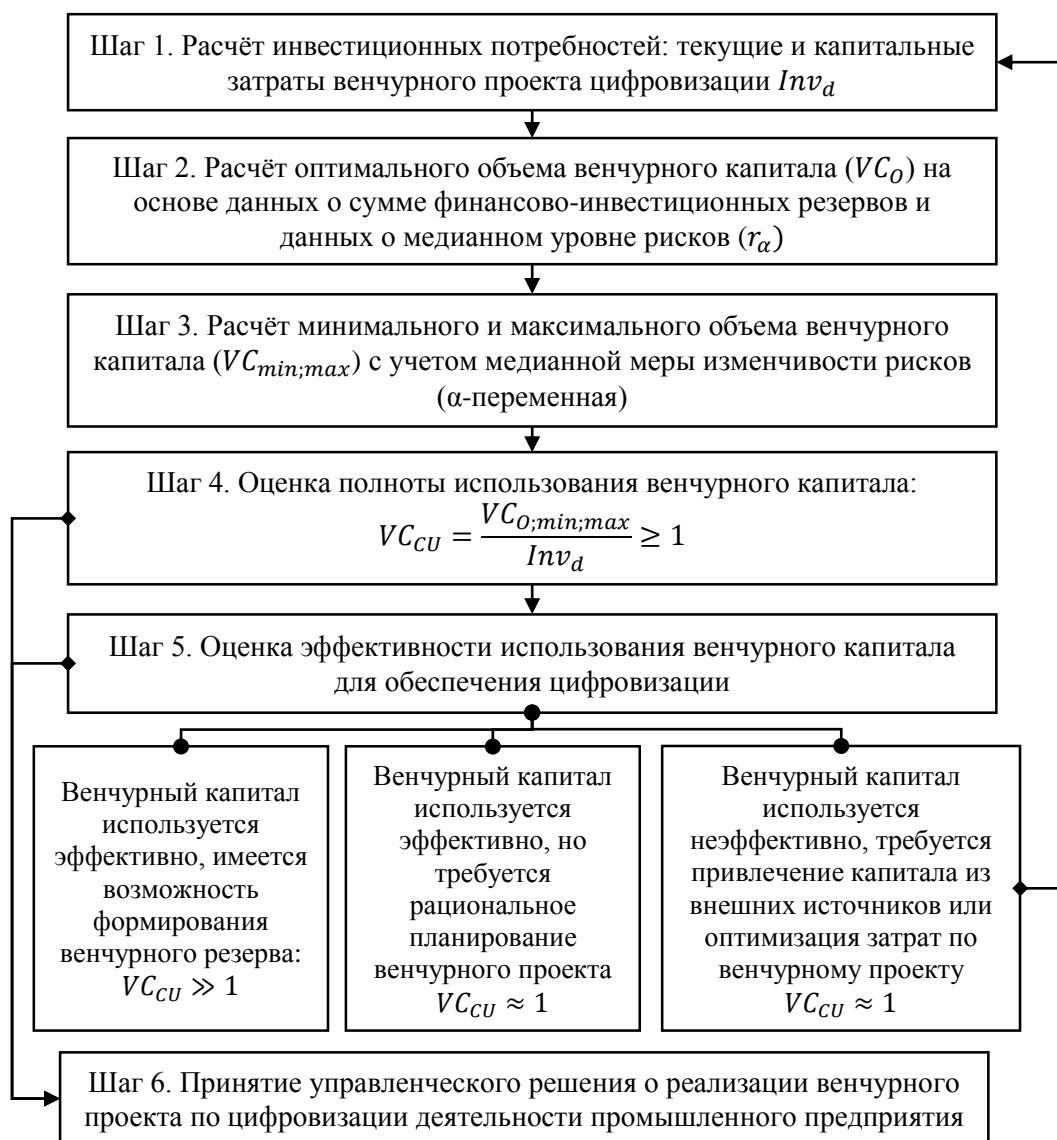 Шаг 1. Расчёт инвестиционных потребностей: текущие и капитальные
затраты венчурного проекта цифровизации Inv_d
Шаг 2. Расчёт оптимального объема венчурного капитала (VC_O) на
основе данных о сумме финансово-инвестиционных резервов и
данных о медианном уровне рисков (r_α)
Шаг 3. Расчёт минимального и максимального объема венчурного
капитала (VC_min;max) с учетом медианной меры изменчивости рисков
(α-переменная)
Шаг 4. Оценка полноты использования венчурного капитала:
VC_CU = VC_O;min;max / Inv_d ≥ 1
Шаг 5. Оценка эффективности использования венчурного капитала
для обеспечения цифровизации
Венчурный капитал
используется
эффективно, имеется
возможность
формирования
венчурного резерва:
VC_CU ≫ 1
Венчурный капитал
используется
эффективно, но
требуется
рациональное
планирование
венчурного проекта
VC_CU ≈ 1
Венчурный капитал
используется
неэффективно, требуется
привлечение капитала из
внешних источников или
оптимизация затрат по
венчурному проекту
VC_CU ≈ 1
Шаг 6. Принятие управленческого решения о реализации венчурного
проекта по цифровизации деятельности промышленного предприятия